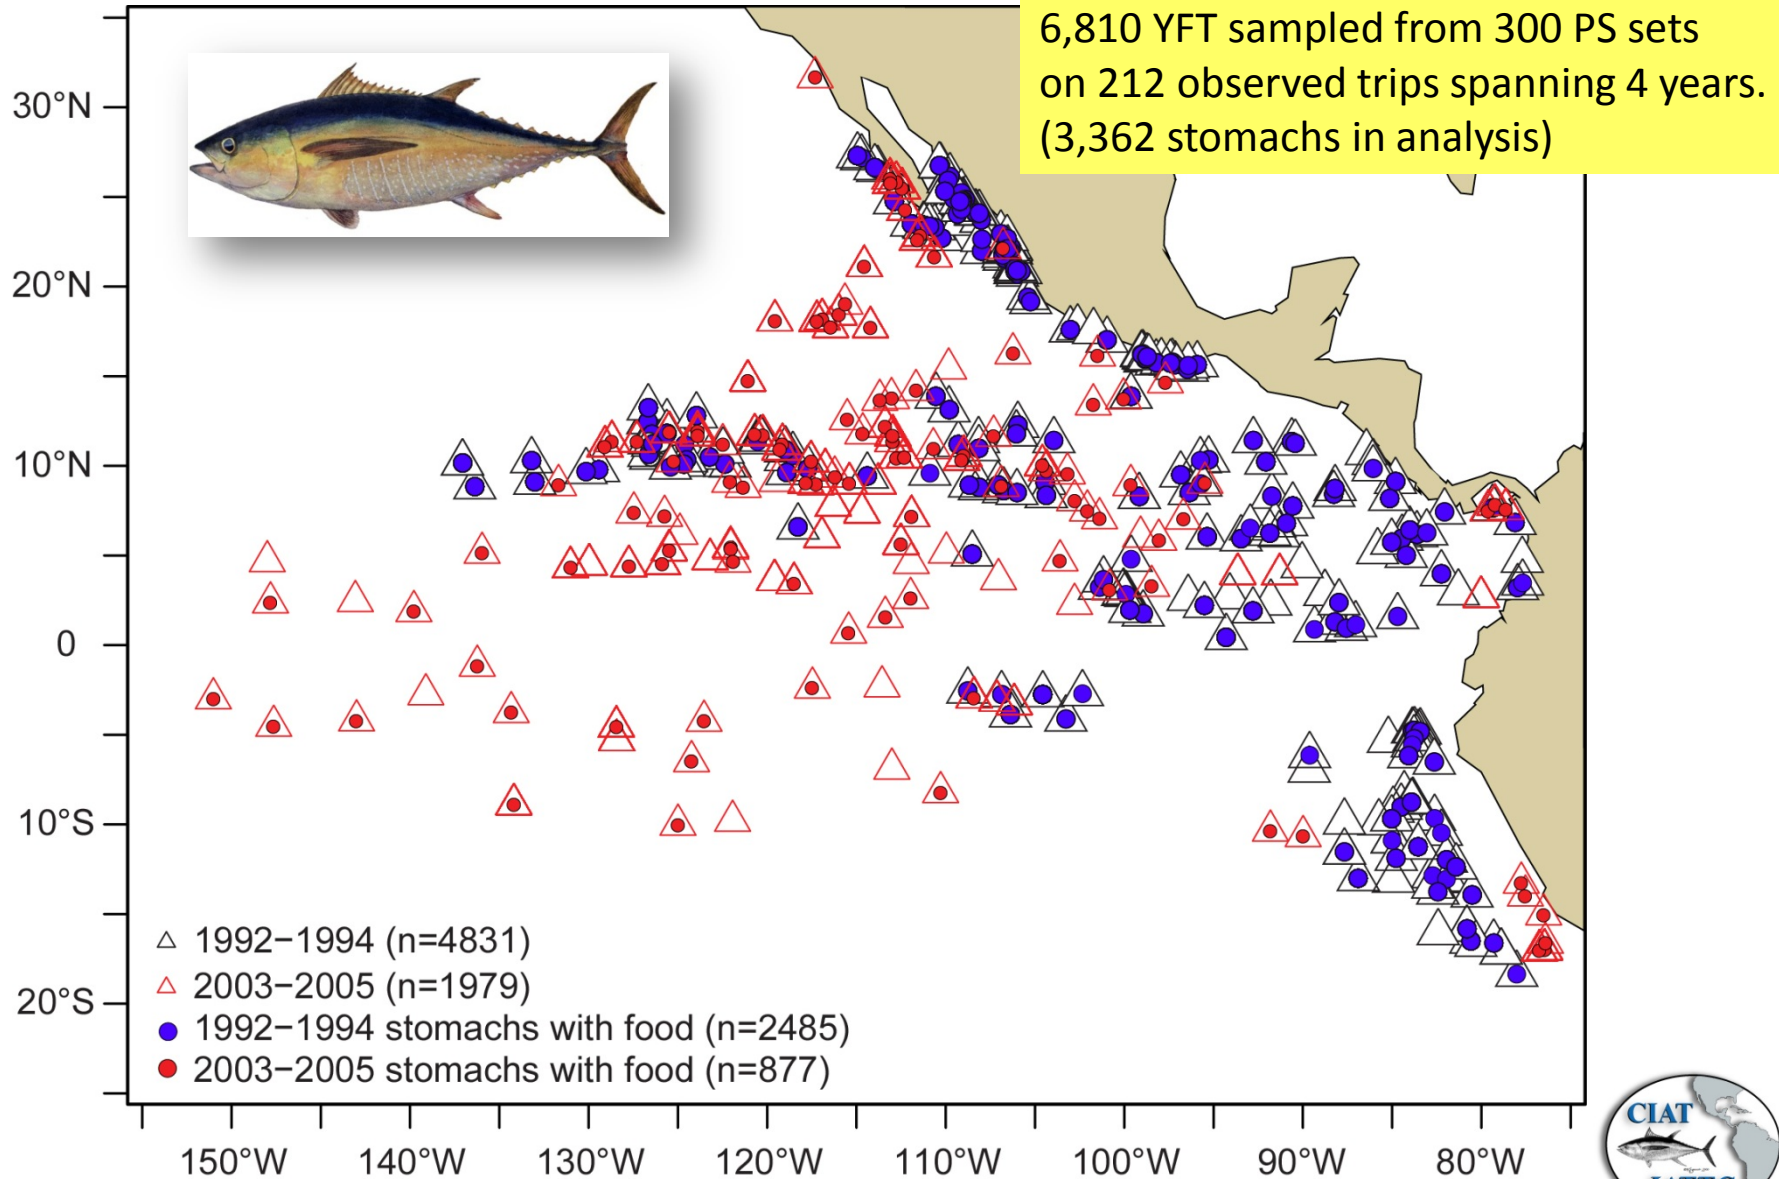 6,810 YFT sampled from 300 PS sets
on 212 observed trips spanning 4 years.
(3,362 stomachs in analysis)
30°N
20°N
10°N
0
10°S
20°S
1992−1994 (n=4831)
2003−2005 (n=1979)
1992−1994 stomachs with food (n=2485)
2003−2005 stomachs with food (n=877)
150°W 140°W 130°W 120°W 110°W 100°W 90°W 80°W
CIAT